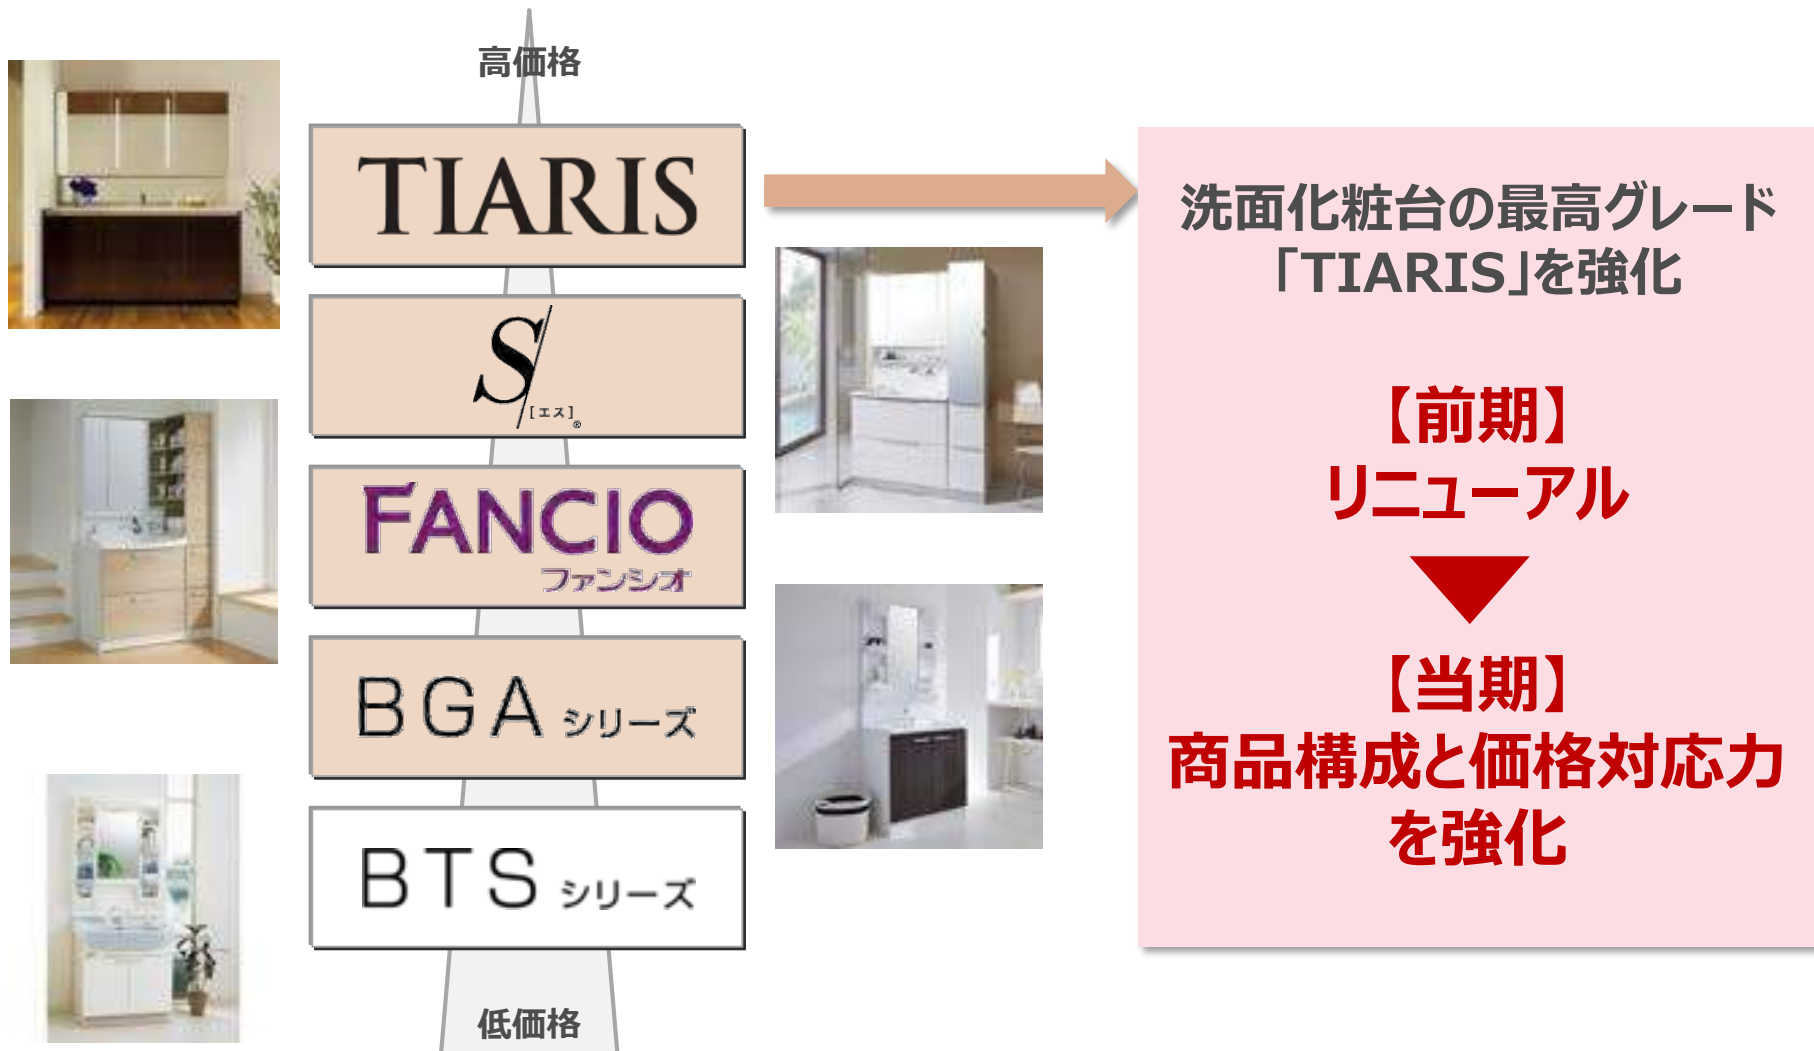 高価格
TIARIS
S
[エス]
®
FANCIO
ファンシオ
BGA シリーズ
BTS シリーズ
低価格
洗面化粧台の最高グレード
「TIARIS」を強化
【前期】
リニューアル
【当期】
商品構成と価格対応力
を強化